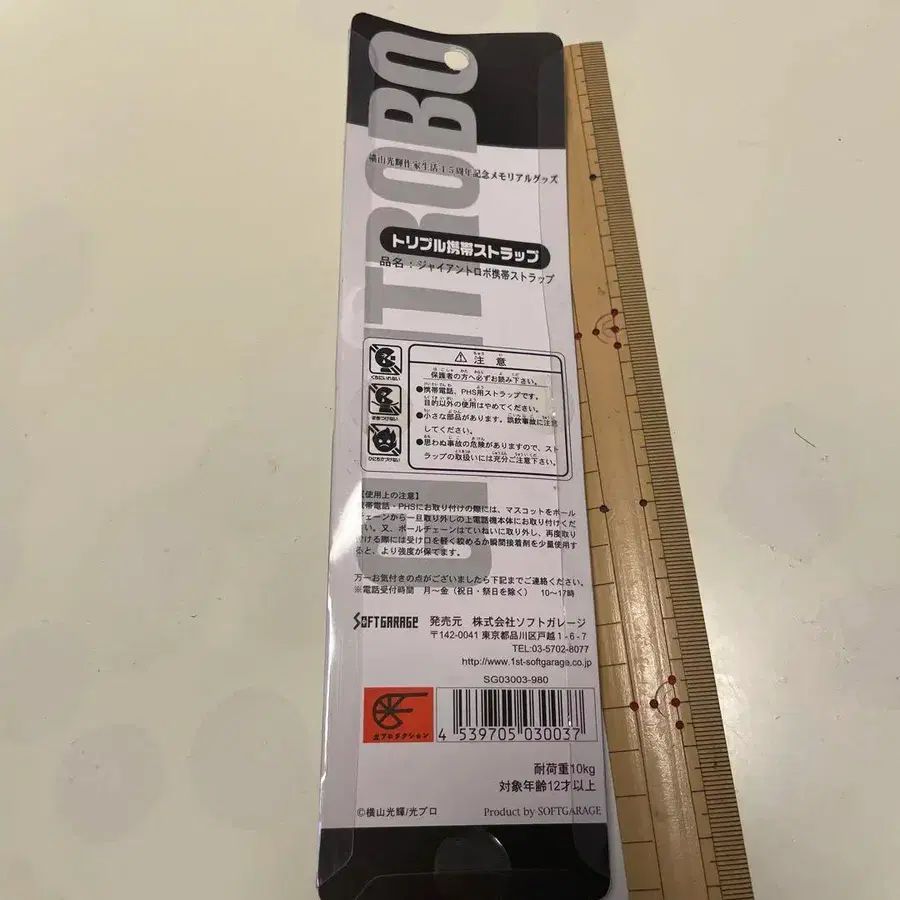 ROBO
横山光輝作家生活45周年記念メモリアルグッズ
トリプル携帯ストラップ
品名:ジャイアントロボ携帯ストラップ
⚠注意
保護者の方へ必ずお読み下さい。
●携帯電話、PHS用ストラップです。
目的以外の使用はやめてください。
●小さな部品があります。誤飲事故に注意
してください。
●思わぬ事故の危険がありますので、スト
ラップの取扱いには充分ご注意下さい。
くちにいれない
ひにちかづけない
【使用上の注意】
携帯電話・PHSにお取り付けの際には、マスコットをボール
チェーンから一旦取り外しの上電話機本体にお取り付けくだ
さい。又、ボールチェーンはていねいに取り外し、再度取り
付ける際には受け口を軽く絞めるか瞬間接着剤を少量使用す
ると、より強度が保てます。
万一お気付きの点がございましたら下記までご連絡ください。
※電話受付時間 月~金(祝日・祭日を除く) 10~17時
SOFTGARAGE 発売元 株式会社ソフトガレージ
〒142-0041 東京都品川区戸越1-6-7
TEL:03-5702-8077
http://www.1st-softgarage.co.jp
SG03003-980
光プロダクション
4 539705 030037
耐荷重10kg
対象年齢12才以上
©横山光輝/光プロ
Product by SOFTGARAGE